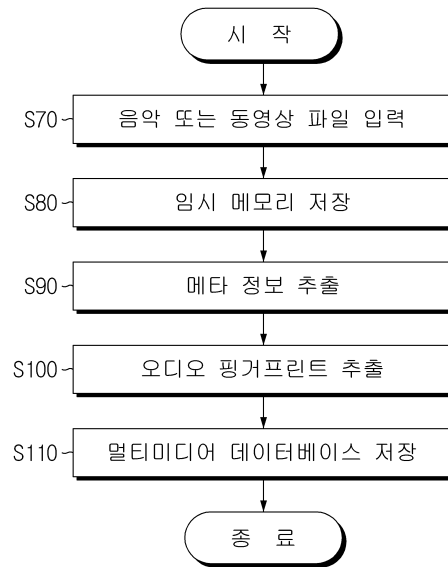 시 작
S70 음악 또는 동영상 파일 입력
S80 임시 메모리 저장
S90 메타 정보 추출
S100 오디오 핑거프린트 추출
S110 멀티미디어 데이터베이스 저장
종 료